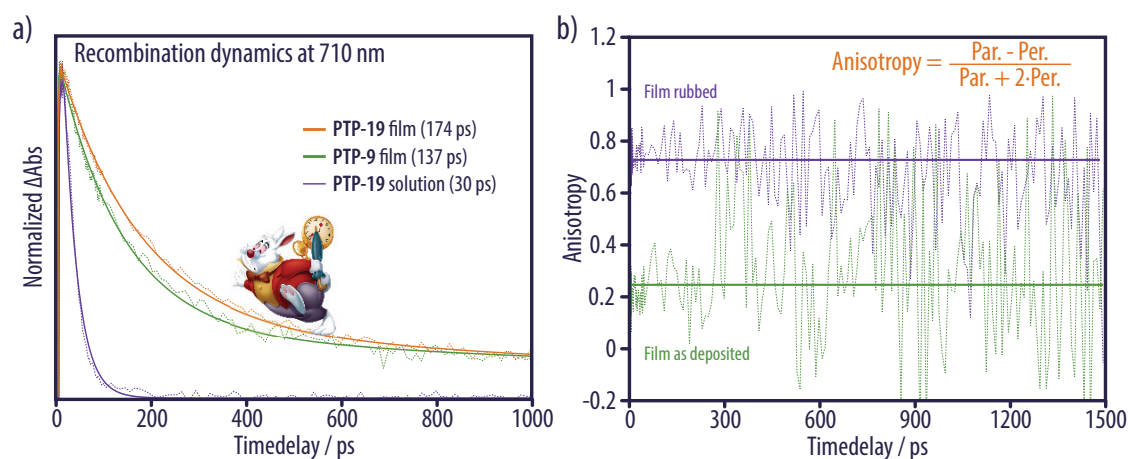 a)
Recombination dynamics at 710 nm
PTP-19 film (174 ps)
PTP-9 film (137 ps)
PTP-19 solution (30 ps)
Normalized ΔAbs
0
200
400
600
800
1000
Timedelay / ps
b)
1.2
1
0.8
0.6
0.4
0.2
0
-0.2
Anisotropy
Anisotropy = Par. - Per.
Par. + 2·Per.
Film rubbed
Film as deposited
0
300
600
900
1200
1500
Timedelay / ps